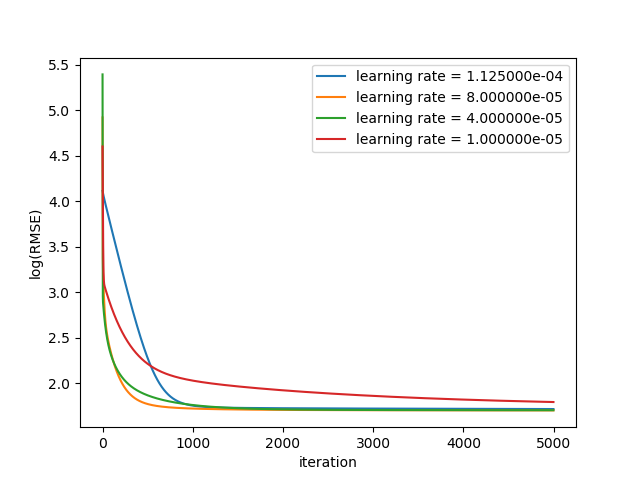 learning rate = 1.125000e-04
learning rate = 8.000000e-05
learning rate = 4.000000e-05
learning rate = 1.000000e-05
log(RMSE)
5.5
5.0
4.5
4.0
3.5
3.0
2.5
2.0
0 1000 2000 3000 4000 5000
iteration